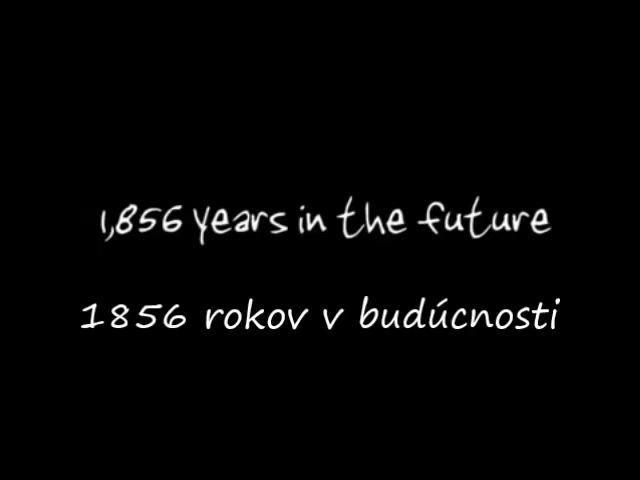 1,856 years in the future
1856 rokov v budúcnosti